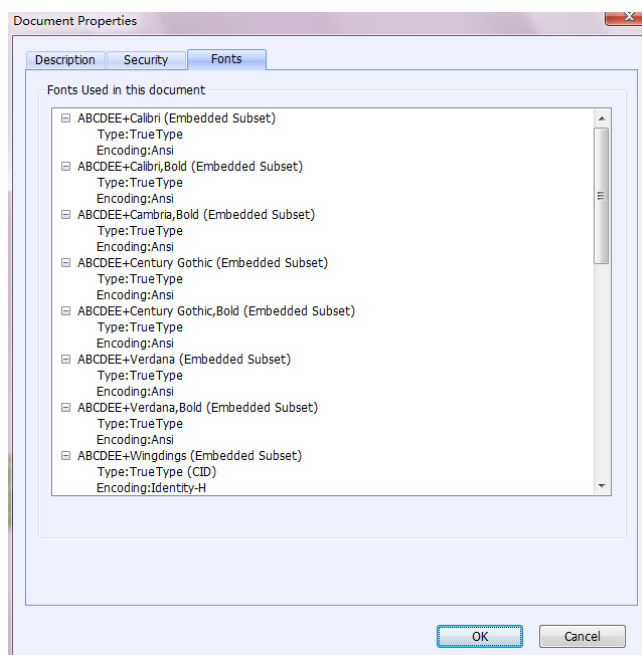 Document Properties
Description Security Fonts
Fonts Used in this document
ABCDEE+Calibri (Embedded Subset)
Type:TrueType
Encoding:Ansi
ABCDEE+Calibri,Bold (Embedded Subset)
Type:TrueType
Encoding:Ansi
ABCDEE+Cambria,Bold (Embedded Subset)
Type:TrueType
Encoding:Ansi
ABCDEE+Century Gothic (Embedded Subset)
Type:TrueType
Encoding:Ansi
ABCDEE+Century Gothic,Bold (Embedded Subset)
Type:TrueType
Encoding:Ansi
ABCDEE+Verdana (Embedded Subset)
Type:TrueType
Encoding:Ansi
ABCDEE+Verdana,Bold (Embedded Subset)
Type:TrueType
Encoding:Ansi
ABCDEE+Wingdings (Embedded Subset)
Type:TrueType (CID)
Encoding:Identity-H
OK Cancel